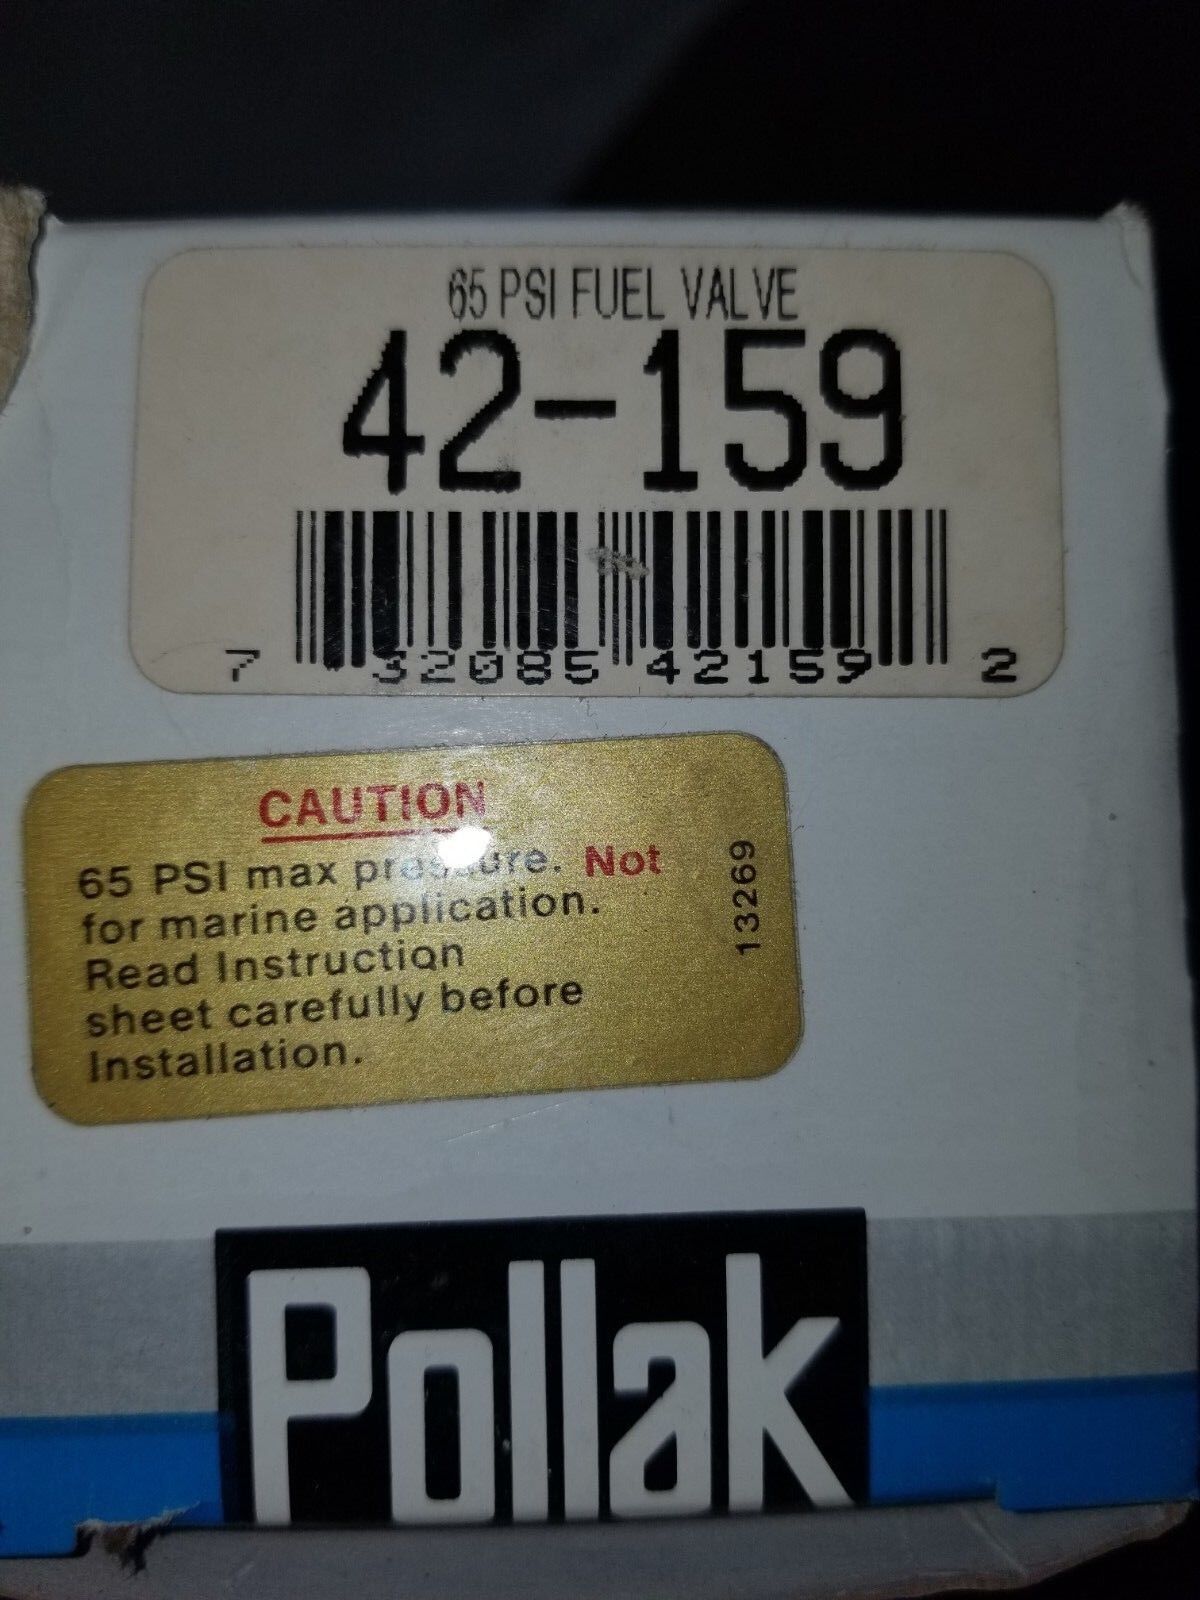 65 PSI FUEL VALVE
42-159
7 32085 42159 2
CAUTION
65 PSI max pressure. Not
for marine application.
Read Instruction
sheet carefully before
Installation.
13269
Pollak